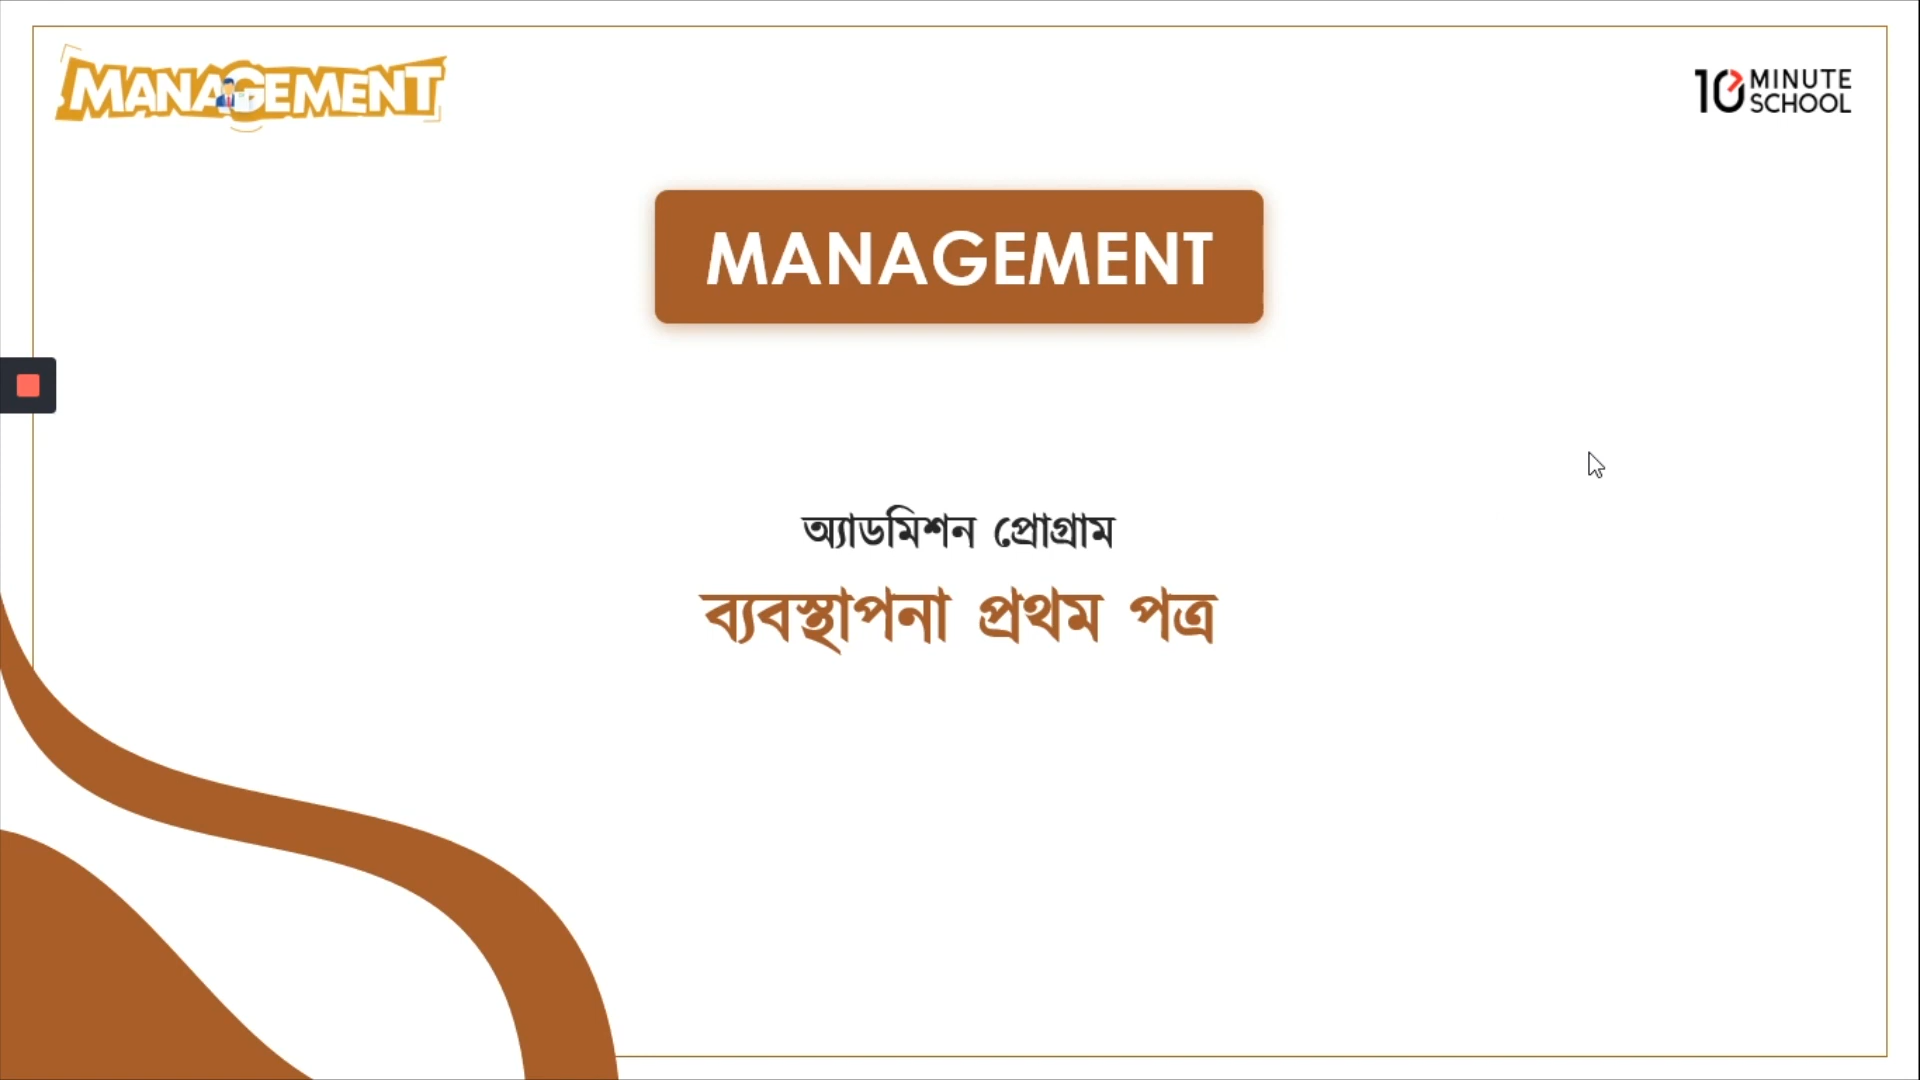 MANAGEMENT
10 MINUTE
SCHOOL
MANAGEMENT
অ্যাডমিশন প্রোগ্রাম
ব্যবস্থাপনা প্রথম পত্র